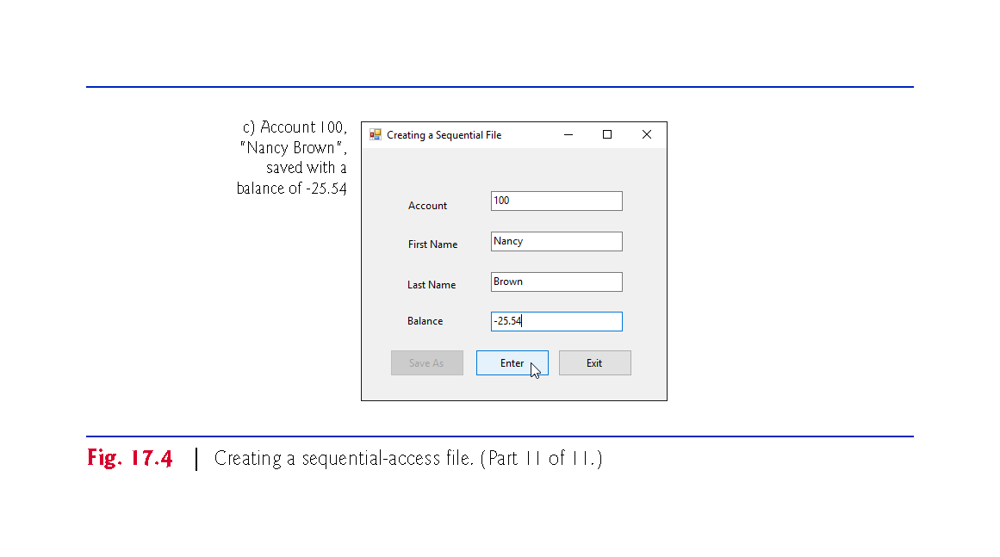 c) Account 100,
"Nancy Brown",
saved with a
balance of -25.54
Creating a Sequential File
Account
100
First Name
Nancy
Last Name
Brown
Balance
-25.54
Save As
Enter
Exit
Fig. 17.4 | Creating a sequential-access file. (Part 11 of 11.)